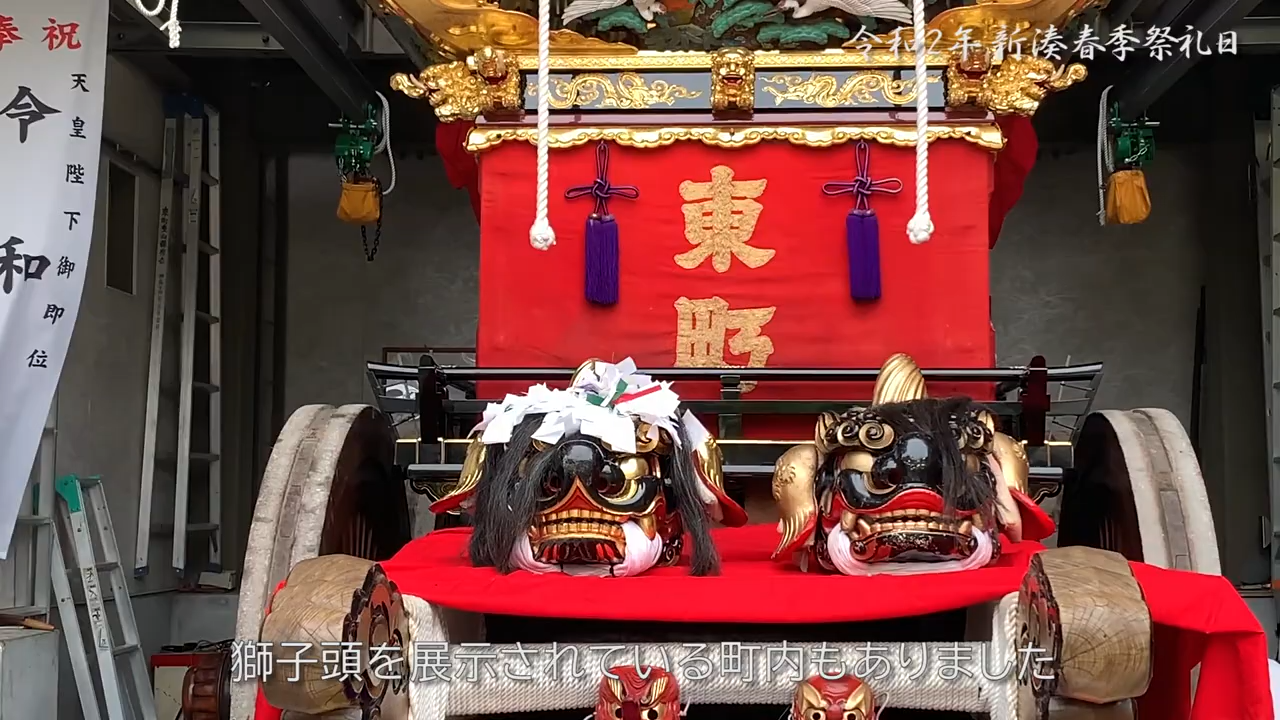 令和2年 新湊春季祭礼日
奉祝
天皇陛下御即位
令和
東町
獅子頭を展示されている町内もありました